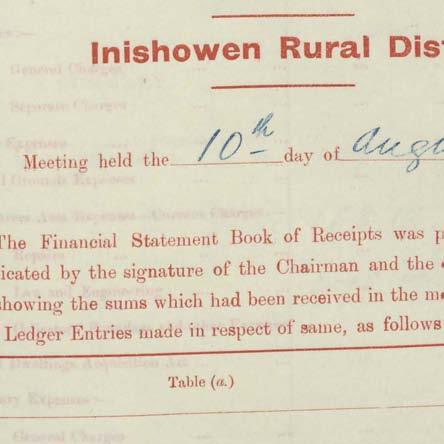 Inishowen Rural Dis
Meeting held the 10th day of Augu
The Financial Statement Book of Receipts was p
icated by the signature of the Chairman and the
showing the sums which had been received in the m
Ledger Entries made in respect of same, as follows
Table (a.)